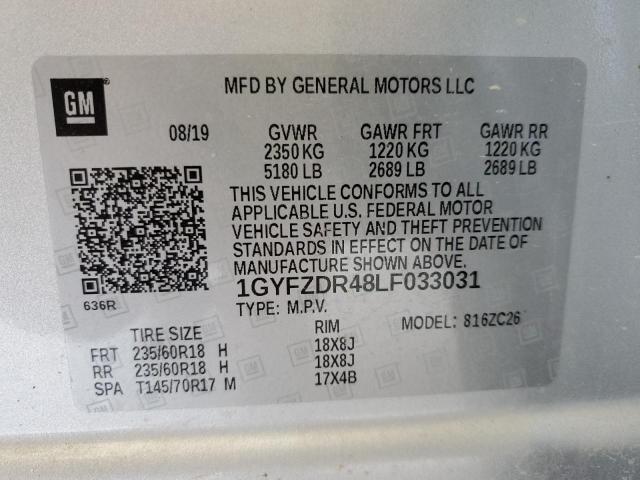 GM
MFD BY GENERAL MOTORS LLC
08/19 GVWR GAWR FRT GAWR RR
2350 KG 1220 KG 1220 KG
5180 LB 2689 LB 2689 LB
THIS VEHICLE CONFORMS TO ALL
APPLICABLE U.S. FEDERAL MOTOR
VEHICLE SAFETY AND THEFT PREVENTION
STANDARDS IN EFFECT ON THE DATE OF
MANUFACTURE SHOWN ABOVE.
1GYFZDR48LF033031
636R
TYPE: M.P.V.
MODEL: 816ZC26
TIRE SIZE RIM
FRT 235/60R18 H 18X8J
RR 235/60R18 H 18X8J
SPA T145/70R17 M 17X4B